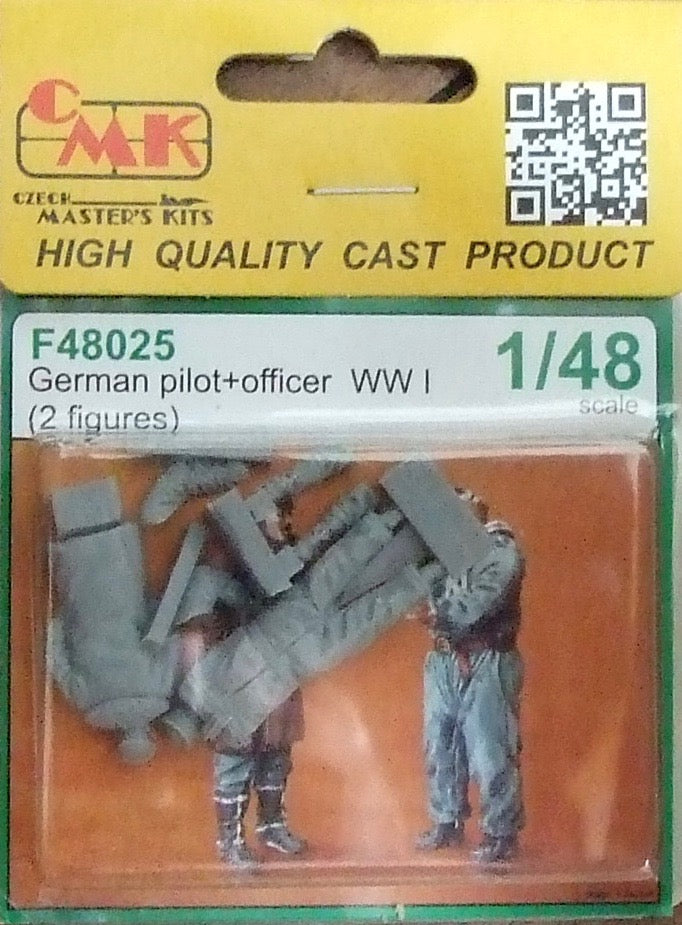 CMK
CZECH
MASTER'S KITS
HIGH QUALITY CAST PRODUCT
F48025
German pilot+officer WW I
(2 figures)
1/48
scale